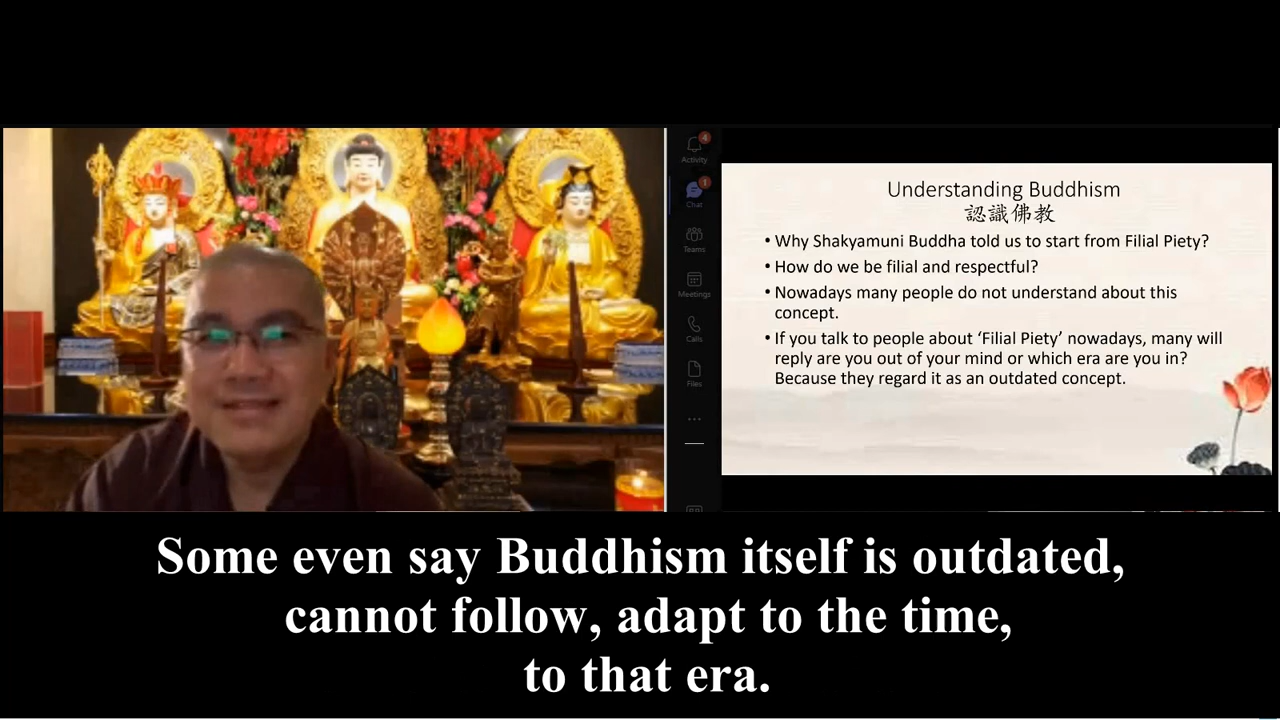 4
Activity
1
Chat
Teams
Meetings
Calls
Files
Understanding Buddhism
認識佛教
• Why Shakyamuni Buddha told us to start from Filial Piety?
• How do we be filial and respectful?
• Nowadays many people do not understand about this
concept.
• If you talk to people about ‘Filial Piety’ nowadays, many will
reply are you out of your mind or which era are you in?
Because they regard it as an outdated concept.
Some even say Buddhism itself is outdated,
cannot follow, adapt to the time,
to that era.